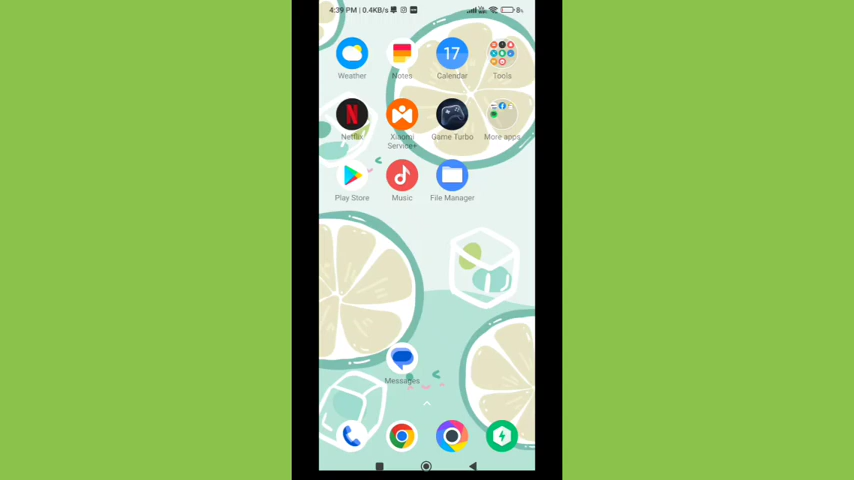 4:39 PM | 0.4KB/s
8%
17
Weather
Notes
Calendar
Tools
N
Netflix
Xiaomi Service+
Game Turbo
More apps
Play Store
Music
File Manager
Messages